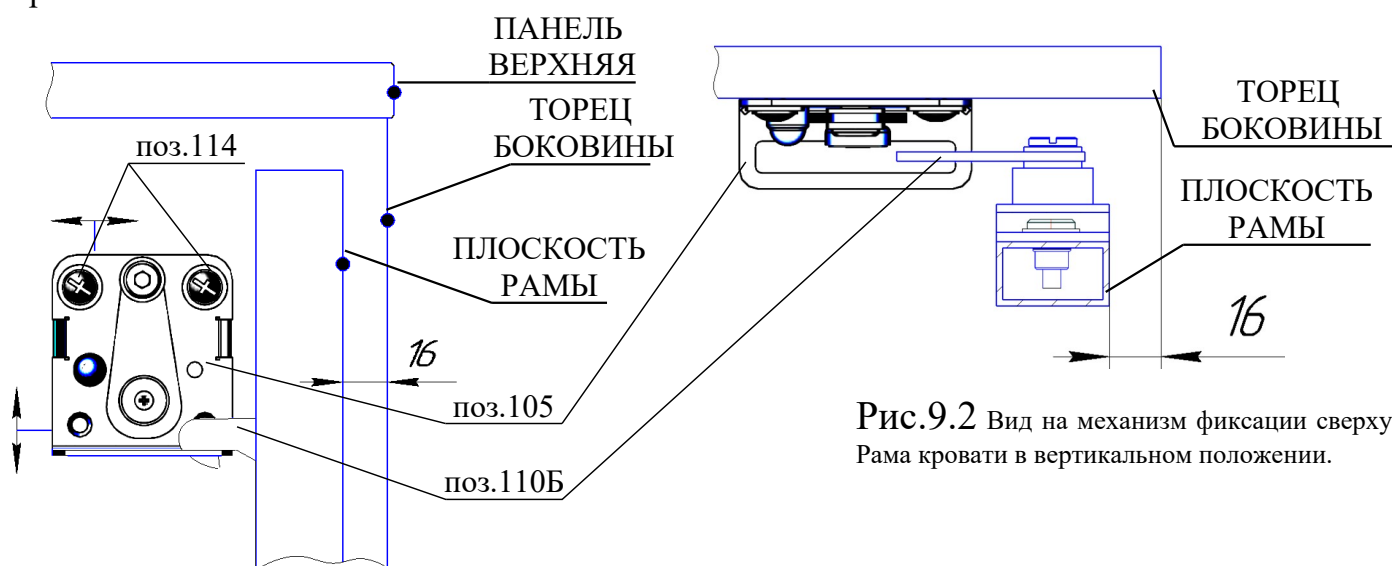 ПАНЕЛЬ
ВЕРХНЯЯ
ТОРЕЦ
БОКОВИНЫ
поз.114
ПЛОСКОСТЬ
РАМЫ
16
поз.105
поз.110Б
ТОРЕЦ
БОКОВИНЫ
ПЛОСКОСТЬ
РАМЫ
16
Рис.9.2 Вид на механизм фиксации сверху
Рама кровати в вертикальном положении.